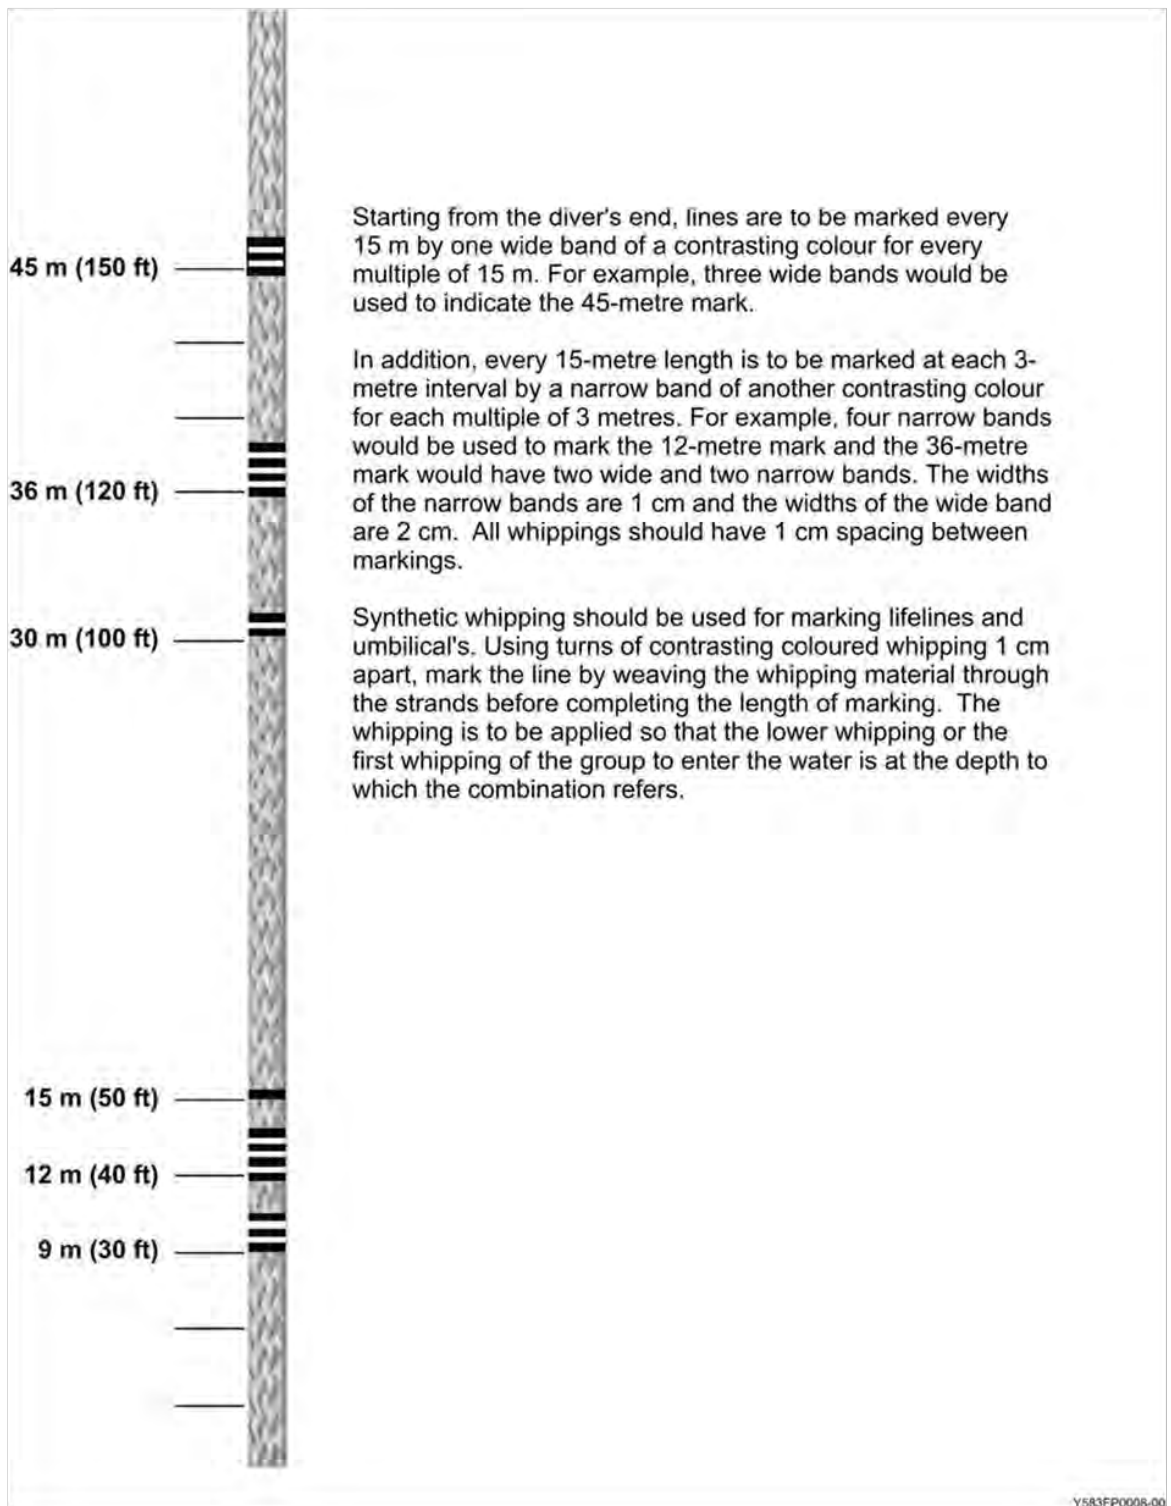 Starting from the diver's end, lines are to be marked every
15 m by one wide band of a contrasting colour for every
multiple of 15 m. For example, three wide bands would be
used to indicate the 45-metre mark.
In addition, every 15-metre length is to be marked at each 3-
metre interval by a narrow band of another contrasting colour
for each multiple of 3 metres. For example, four narrow bands
would be used to mark the 12-metre mark and the 36-metre
mark would have two wide and two narrow bands. The widths
of the narrow bands are 1 cm and the widths of the wide band
are 2 cm.  All whippings should have 1 cm spacing between
markings.
Synthetic whipping should be used for marking lifelines and
umbilical's. Using turns of contrasting coloured whipping 1 cm
apart, mark the line by weaving the whipping material through
the strands before completing the length of marking.  The
whipping is to be applied so that the lower whipping or the
first whipping of the group to enter the water is at the depth to
which the combination refers.
45 m (150 ft)
36 m (120 ft)
30 m (100 ft)
15 m (50 ft)
12 m (40 ft)
9 m (30 ft)
Y583FP0008-00